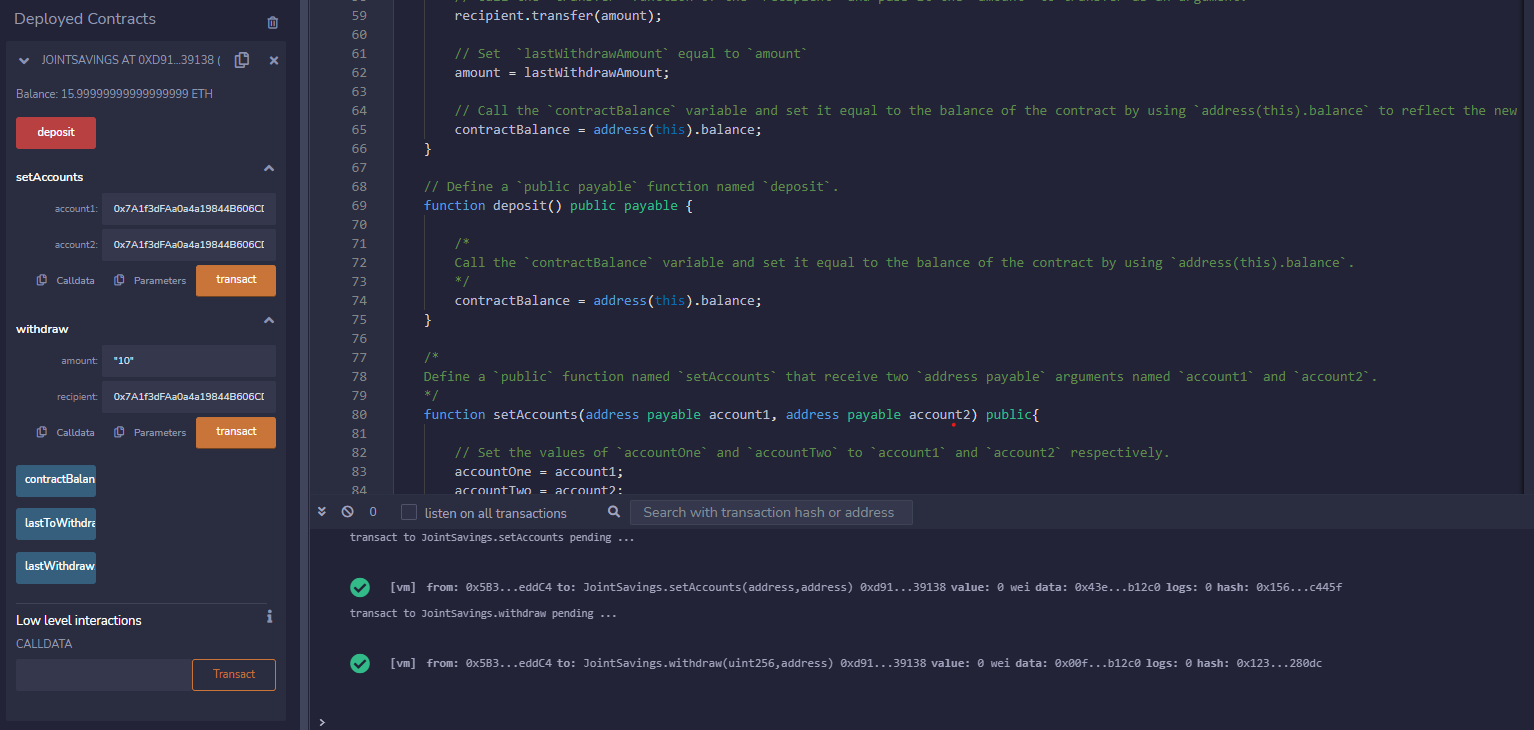 Deployed Contracts
JOINTSAVINGS AT 0XD91...39138 (
Balance: 15.99999999999999999 ETH
deposit
setAccounts
account1: 0x7A1f3dFAa0a4a19844B606CD
account2: 0x7A1f3dFAa0a4a19844B606CD
Calldata Parameters transact
withdraw
amount: "10"
recipient: 0x7A1f3dFAa0a4a19844B606CD
Calldata Parameters transact
contractBalan
lastToWithdra
lastWithdraw
Low level interactions
CALLDATA
Transact
59 recipient.transfer(amount);
60
61 // Set  `lastWithdrawAmount` equal to `amount`
62 amount = lastWithdrawAmount;
63
64 // Call the `contractBalance` variable and set it equal to the balance of the contract by using `address(this).balance` to reflect the new
65 contractBalance = address(this).balance;
66 }
67
68 // Define a `public payable` function named `deposit`.
69 function deposit() public payable {
70
71 /*
72 Call the `contractBalance` variable and set it equal to the balance of the contract by using `address(this).balance`.
73 */
74 contractBalance = address(this).balance;
75 }
76
77 /*
78 Define a `public` function named `setAccounts` that receive two `address payable` arguments named `account1` and `account2`.
79 */
80 function setAccounts(address payable account1, address payable account2) public{
81
82 // Set the values of `accountOne` and `accountTwo` to `account1` and `account2` respectively.
83 accountOne = account1;
84 accountTwo = account2;
0 listen on all transactions Search with transaction hash or address
transact to JointSavings.setAccounts pending ...
[vm] from: 0x5B3...eddC4 to: JointSavings.setAccounts(address,address) 0xd91...39138 value: 0 wei data: 0x43e...b12c0 logs: 0 hash: 0x156...c445f
transact to JointSavings.withdraw pending ...
[vm] from: 0x5B3...eddC4 to: JointSavings.withdraw(uint256,address) 0xd91...39138 value: 0 wei data: 0x00f...b12c0 logs: 0 hash: 0x123...280dc
>